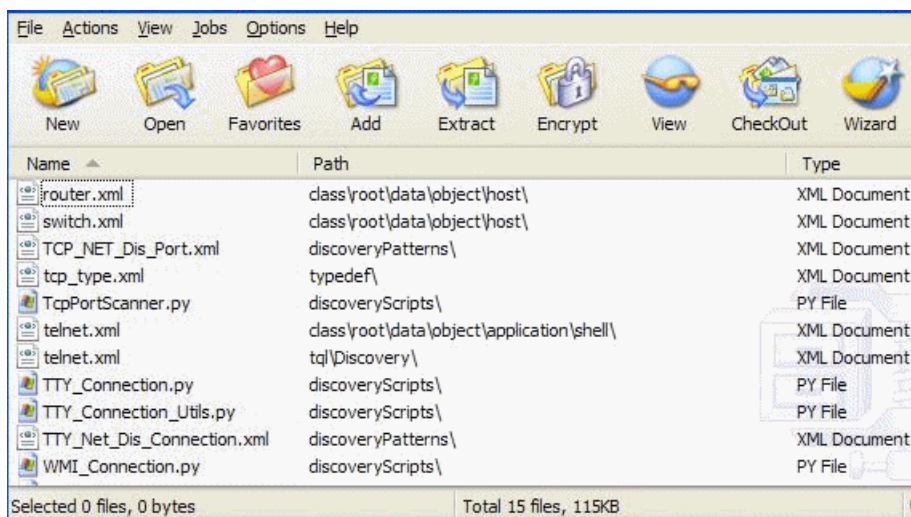 File Actions View Jobs Options Help
New Open Favorites Add Extract Encrypt View CheckOut Wizard
Name Path Type
router.xml class\root\data\object\host\ XML Document
switch.xml class\root\data\object\host\ XML Document
TCP_NET_Dis_Port.xml discoveryPatterns\ XML Document
tcp_type.xml typedef\ XML Document
TcpPortScanner.py discoveryScripts\ PY File
telnet.xml class\root\data\object\application\shell\ XML Document
telnet.xml tql\Discovery\ XML Document
TTY_Connection.py discoveryScripts\ PY File
TTY_Connection_Utils.py discoveryScripts\ PY File
TTY_Net_Dis_Connection.xml discoveryPatterns\ XML Document
WMI_Connection.py discoveryScripts\ PY File
Selected 0 files, 0 bytes Total 15 files, 115KB